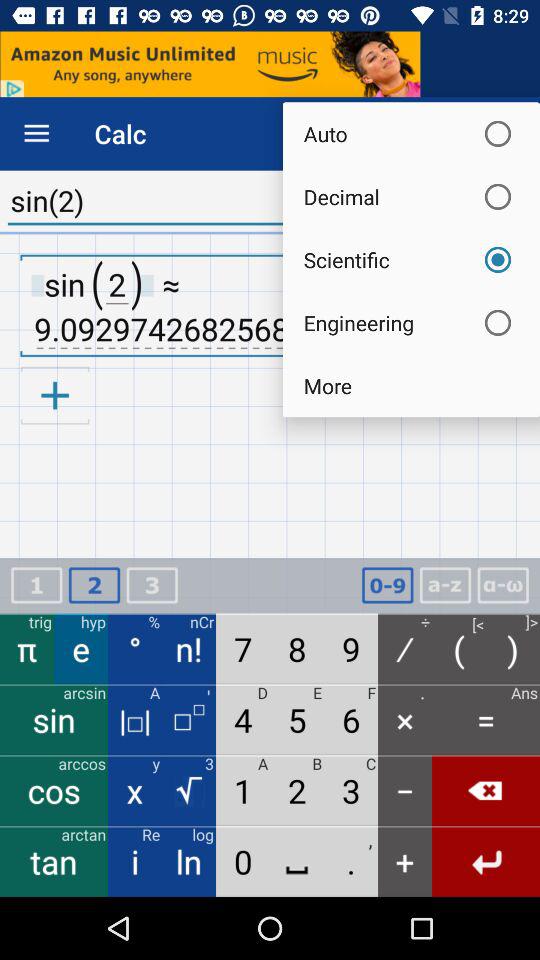 8:29
Amazon Music Unlimited
Any song, anywhere
music
Calc
Auto
Decimal
Scientific
Engineering
More
sin(2)
sin(2) ≈
9.0929742682568
+
1 2 3 0-9 a-z α-ω
trig hyp % nCr ÷ [< ]>
π e ° n! 7 8 9 / ( )
arcsin A ' D E F . Ans
sin |□| □□ 4 5 6 × =
arccos y 3 A B C
cos x √ 1 2 3 −
arctan Re log ,
tan i ln 0 . +